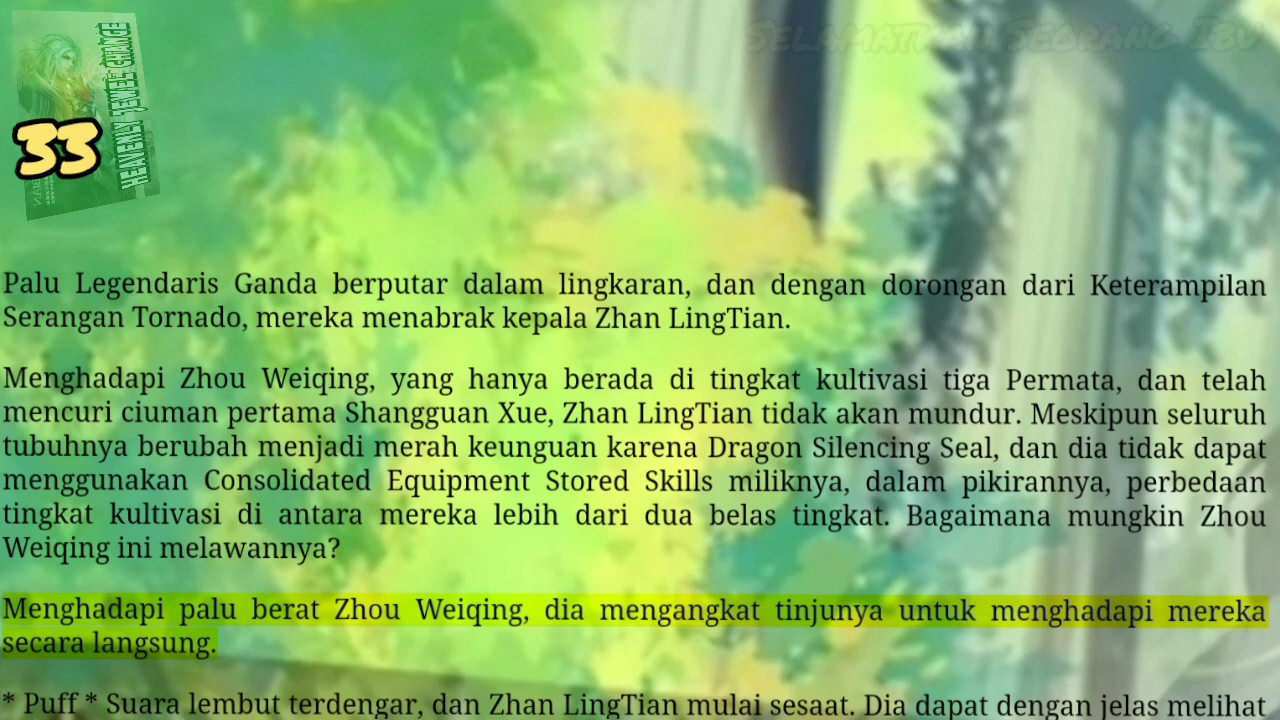 Selamatkan Seorang Ibu
HEAVENLY JEWEL CHANGE
33
Palu Legendaris Ganda berputar dalam lingkaran, dan dengan dorongan dari Keterampilan
Serangan Tornado, mereka menabrak kepala Zhan LingTian.
Menghadapi Zhou Weiqing, yang hanya berada di tingkat kultivasi tiga Permata, dan telah
mencuri ciuman pertama Shangguan Xue, Zhan LingTian tidak akan mundur. Meskipun seluruh
tubuhnya berubah menjadi merah keunguan karena Dragon Silencing Seal, dan dia tidak dapat
menggunakan Consolidated Equipment Stored Skills miliknya, dalam pikirannya, perbedaan
tingkat kultivasi di antara mereka lebih dari dua belas tingkat. Bagaimana mungkin Zhou
Weiqing ini melawannya?
Menghadapi palu berat Zhou Weiqing, dia mengangkat tinjunya untuk menghadapi mereka
secara langsung.
* Puff * Suara lembut terdengar, dan Zhan LingTian mulai sesaat. Dia dapat dengan jelas melihat